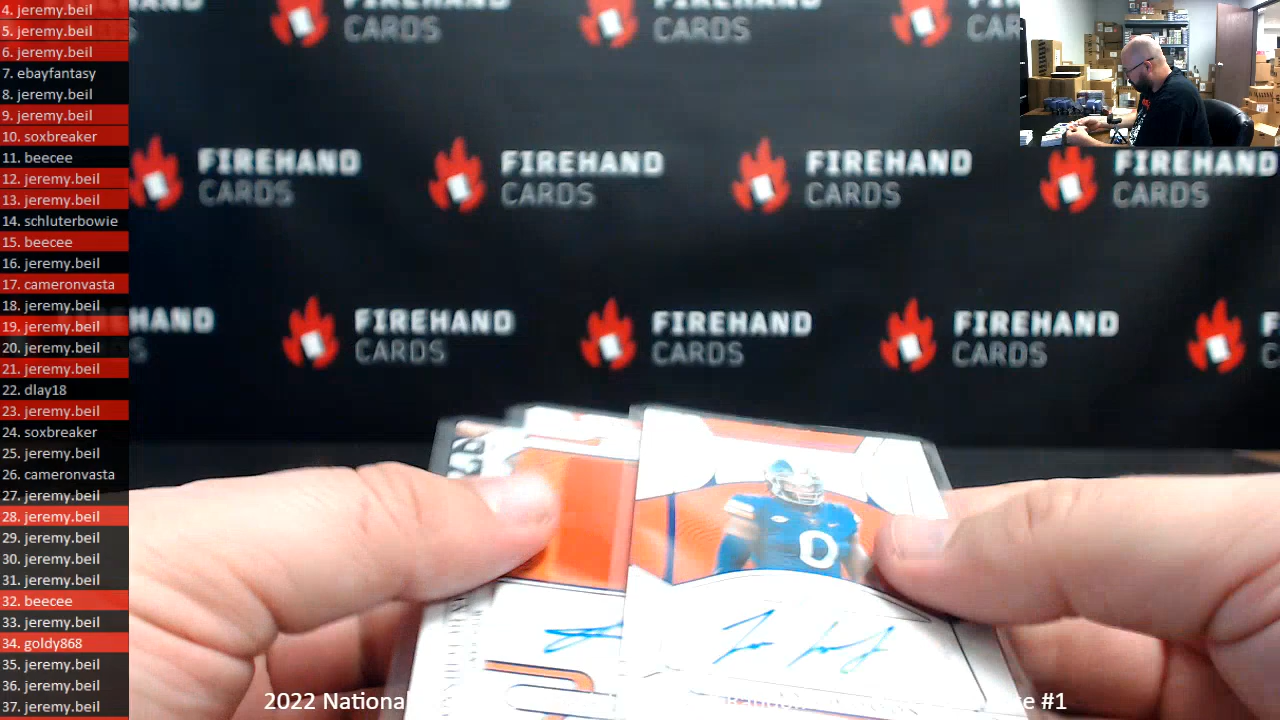 4. jeremy.beil
5. jeremy.beil
6. jeremy.beil
7. ebayfantasy
8. jeremy.beil
9. jeremy.beil
10. soxbreaker
11. beecee
12. jeremy.beil
13. jeremy.beil
14. schluterbowie
15. beecee
16. jeremy.beil
17. cameronvasta
18. jeremy.beil
19. jeremy.beil
20. jeremy.beil
21. jeremy.beil
22. dlay18
23. jeremy.beil
24. soxbreaker
25. jeremy.beil
26. cameronvasta
27. jeremy.beil
28. jeremy.beil
29. jeremy.beil
30. jeremy.beil
31. jeremy.beil
32. beecee
33. jeremy.beil
34. goldy868
35. jeremy.beil
36. jeremy.beil
37. jeremy.beil
CARDS
CARDS
CAR
FIREHAND
CARDS
FIREHAND
CARDS
FIREHAND
CARDS
FIREHAND
CARDS
FIREHAND
FIREHAND
CARDS
FIREHAND
CARDS
FIREHAND
CARDS
0
2022 National
#1